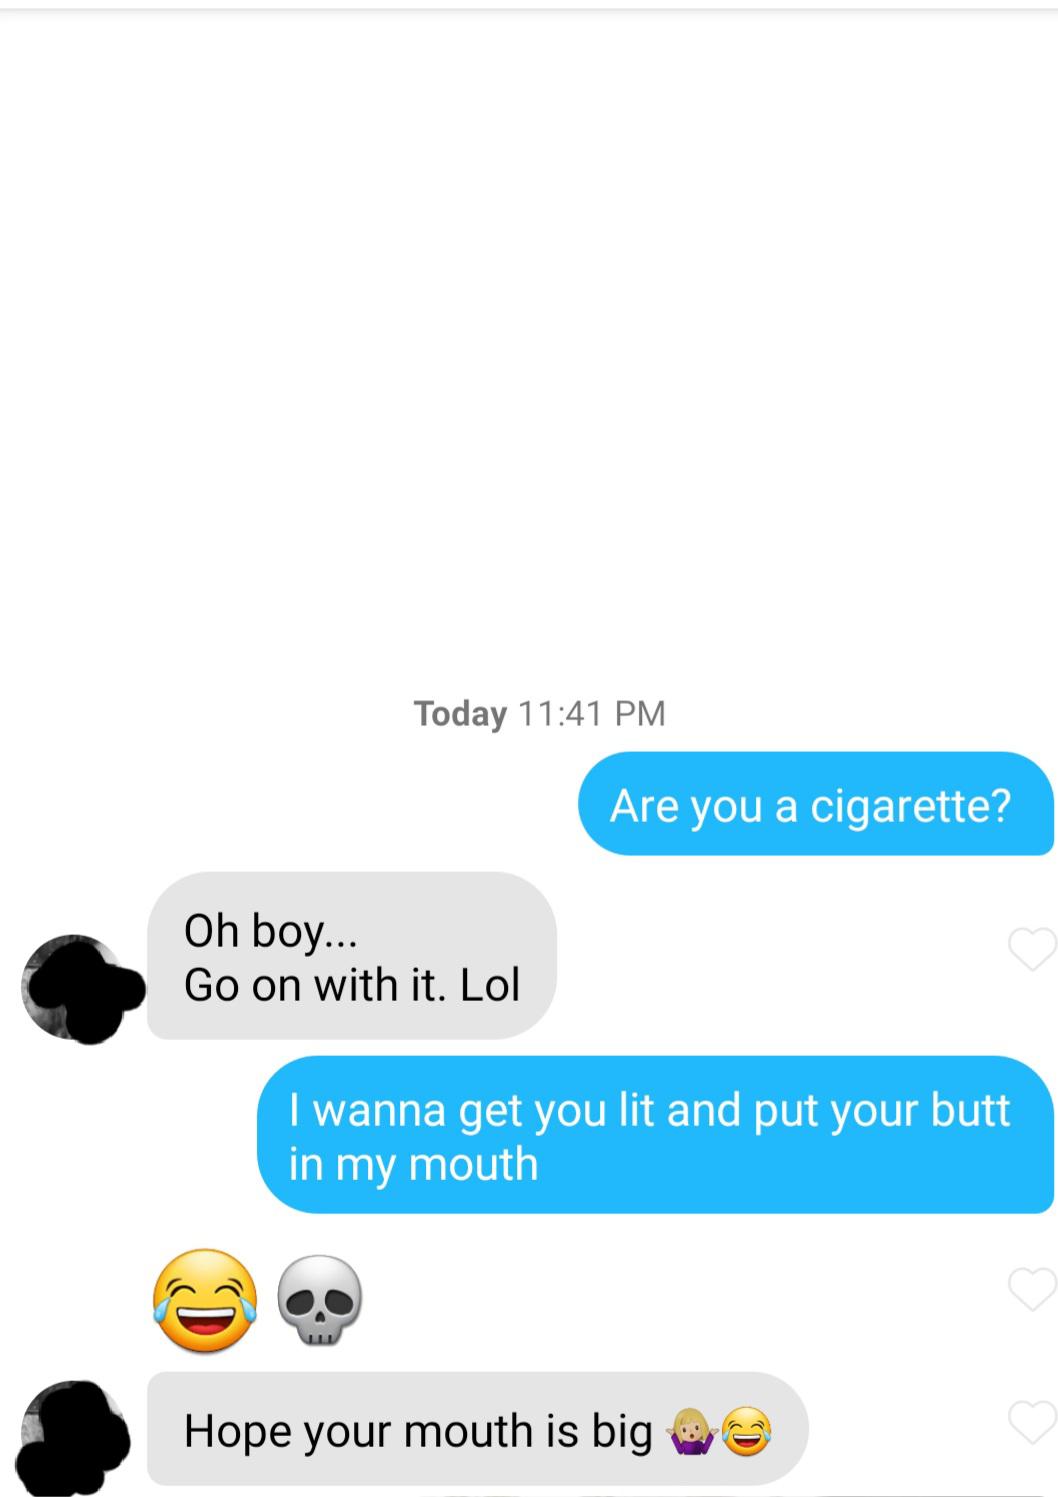 Today 11:41 PM
Are you a cigarette?
Oh boy...
Go on with it. Lol
I wanna get you lit and put your butt
in my mouth
😂 💀
Hope your mouth is big 🤷🏼‍♀️😂